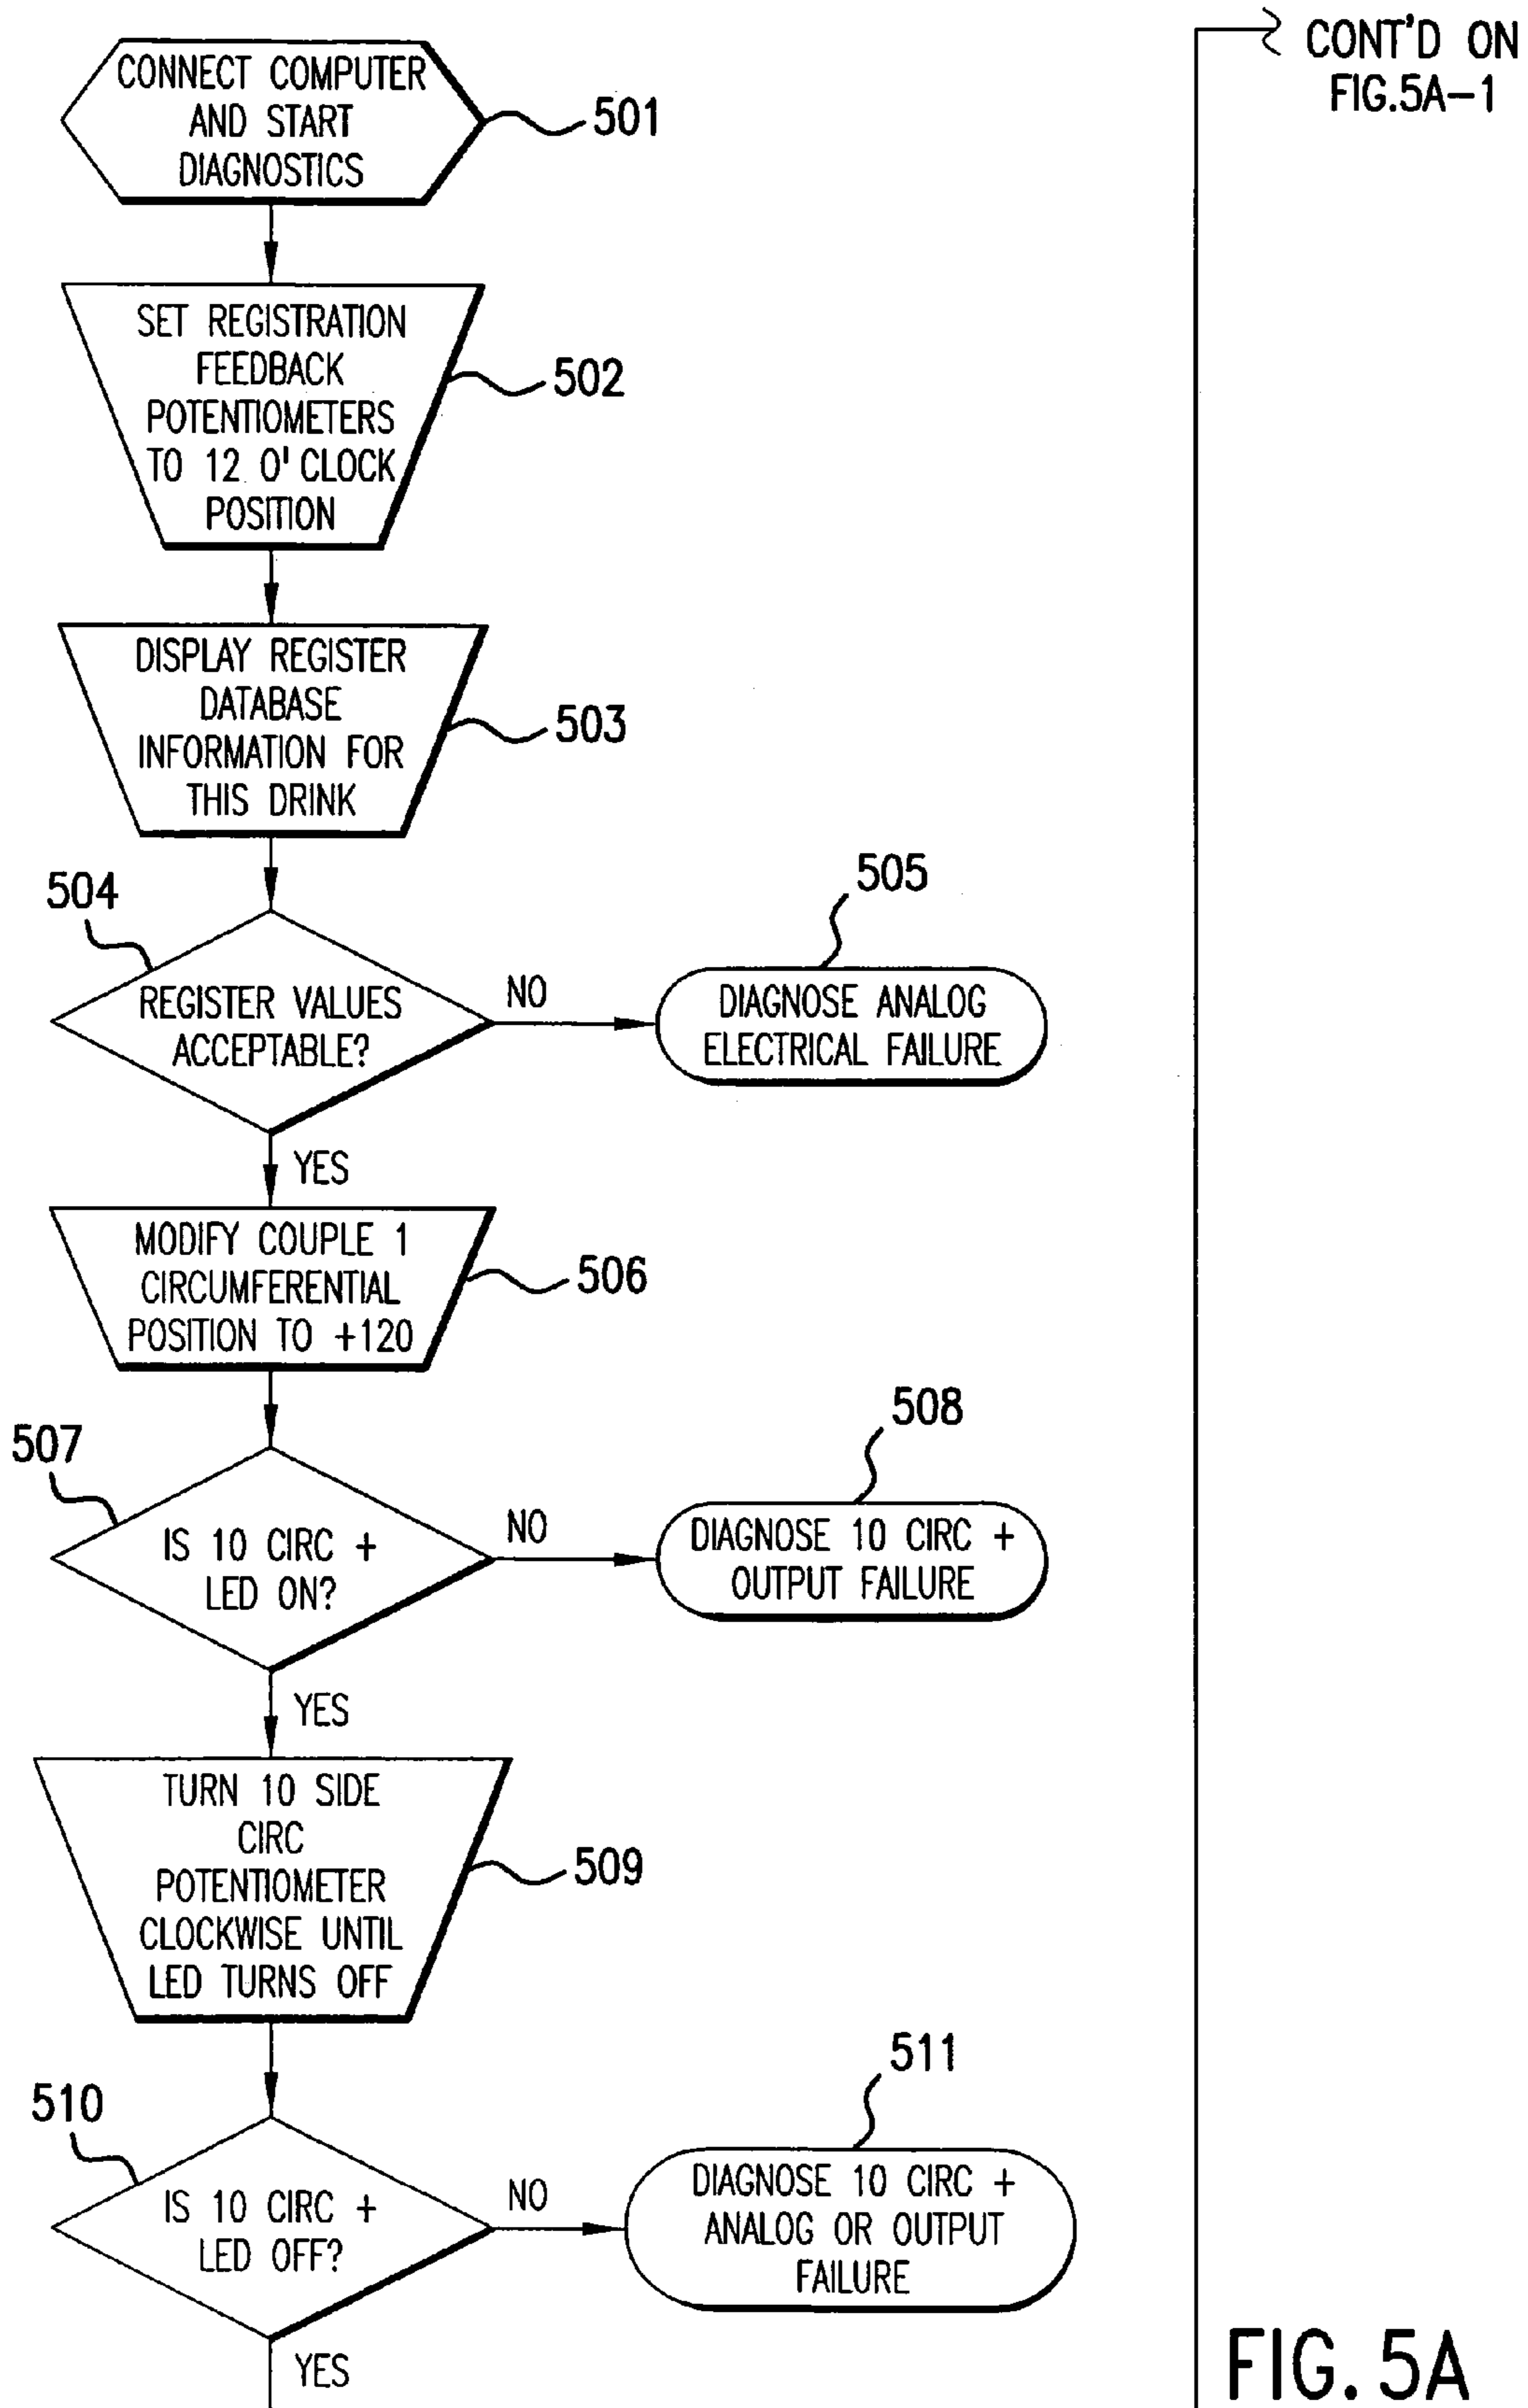 CONT'D ON
FIG.5A-1
CONNECT COMPUTER
AND START
DIAGNOSTICS
501
SET REGISTRATION
FEEDBACK
POTENTIOMETERS
TO 12 O'CLOCK
POSITION
502
DISPLAY REGISTER
DATABASE
INFORMATION FOR
THIS DRINK
503
504
REGISTER VALUES
ACCEPTABLE?
NO
505
DIAGNOSE ANALOG
ELECTRICAL FAILURE
YES
MODIFY COUPLE 1
CIRCUMFERENTIAL
POSITION TO +120
506
507
IS 10 CIRC +
LED ON?
NO
508
DIAGNOSE 10 CIRC +
OUTPUT FAILURE
YES
TURN 10 SIDE
CIRC
POTENTIOMETER
CLOCKWISE UNTIL
LED TURNS OFF
509
510
IS 10 CIRC +
LED OFF?
NO
511
DIAGNOSE 10 CIRC +
ANALOG OR OUTPUT
FAILURE
YES
FIG. 5A